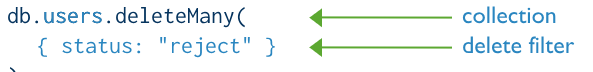 db.users.deleteMany( collection
{ status: "reject" } delete filter
)